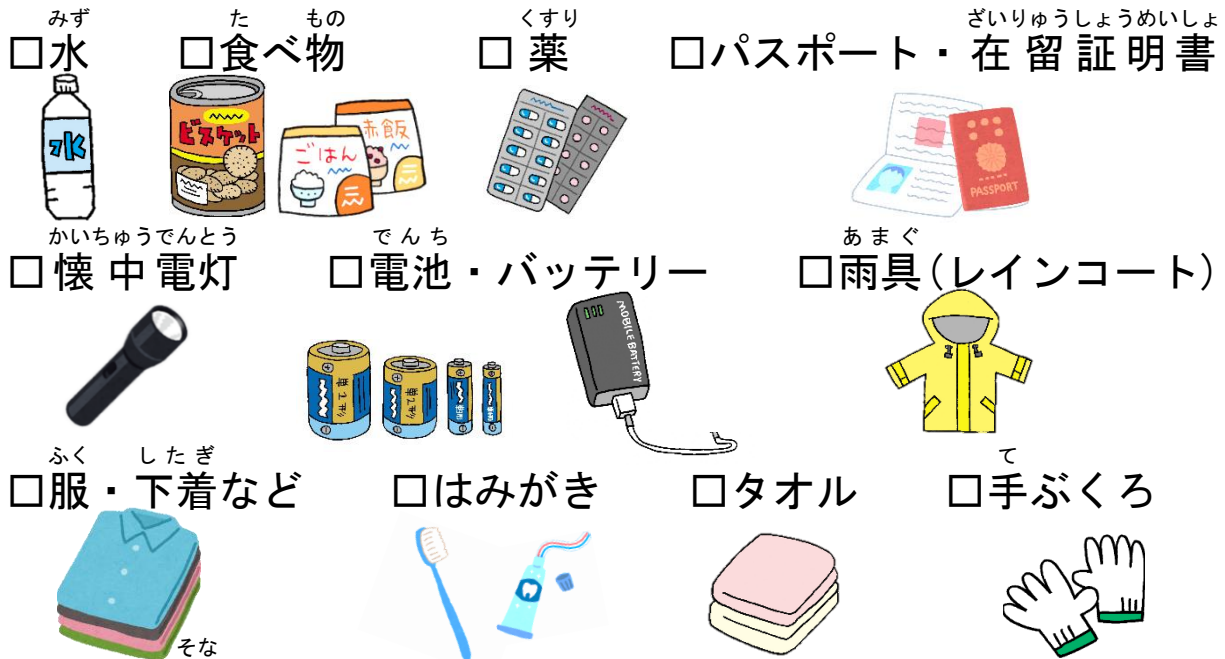 みず た もの くすり ざいりゅうしょうめいしょ
□水 □食べ物 □薬 □パスポート・在留証明書
水
ビスケット
ごはん
赤飯
PASSPORT
かいちゅうでんとう でんち あまぐ
□懐中電灯 □電池・バッテリー □雨具(レインコート)
MOBILE BATTERY
ふく したぎ て
□服・下着など □はみがき □タオル □手ぶくろ
そな